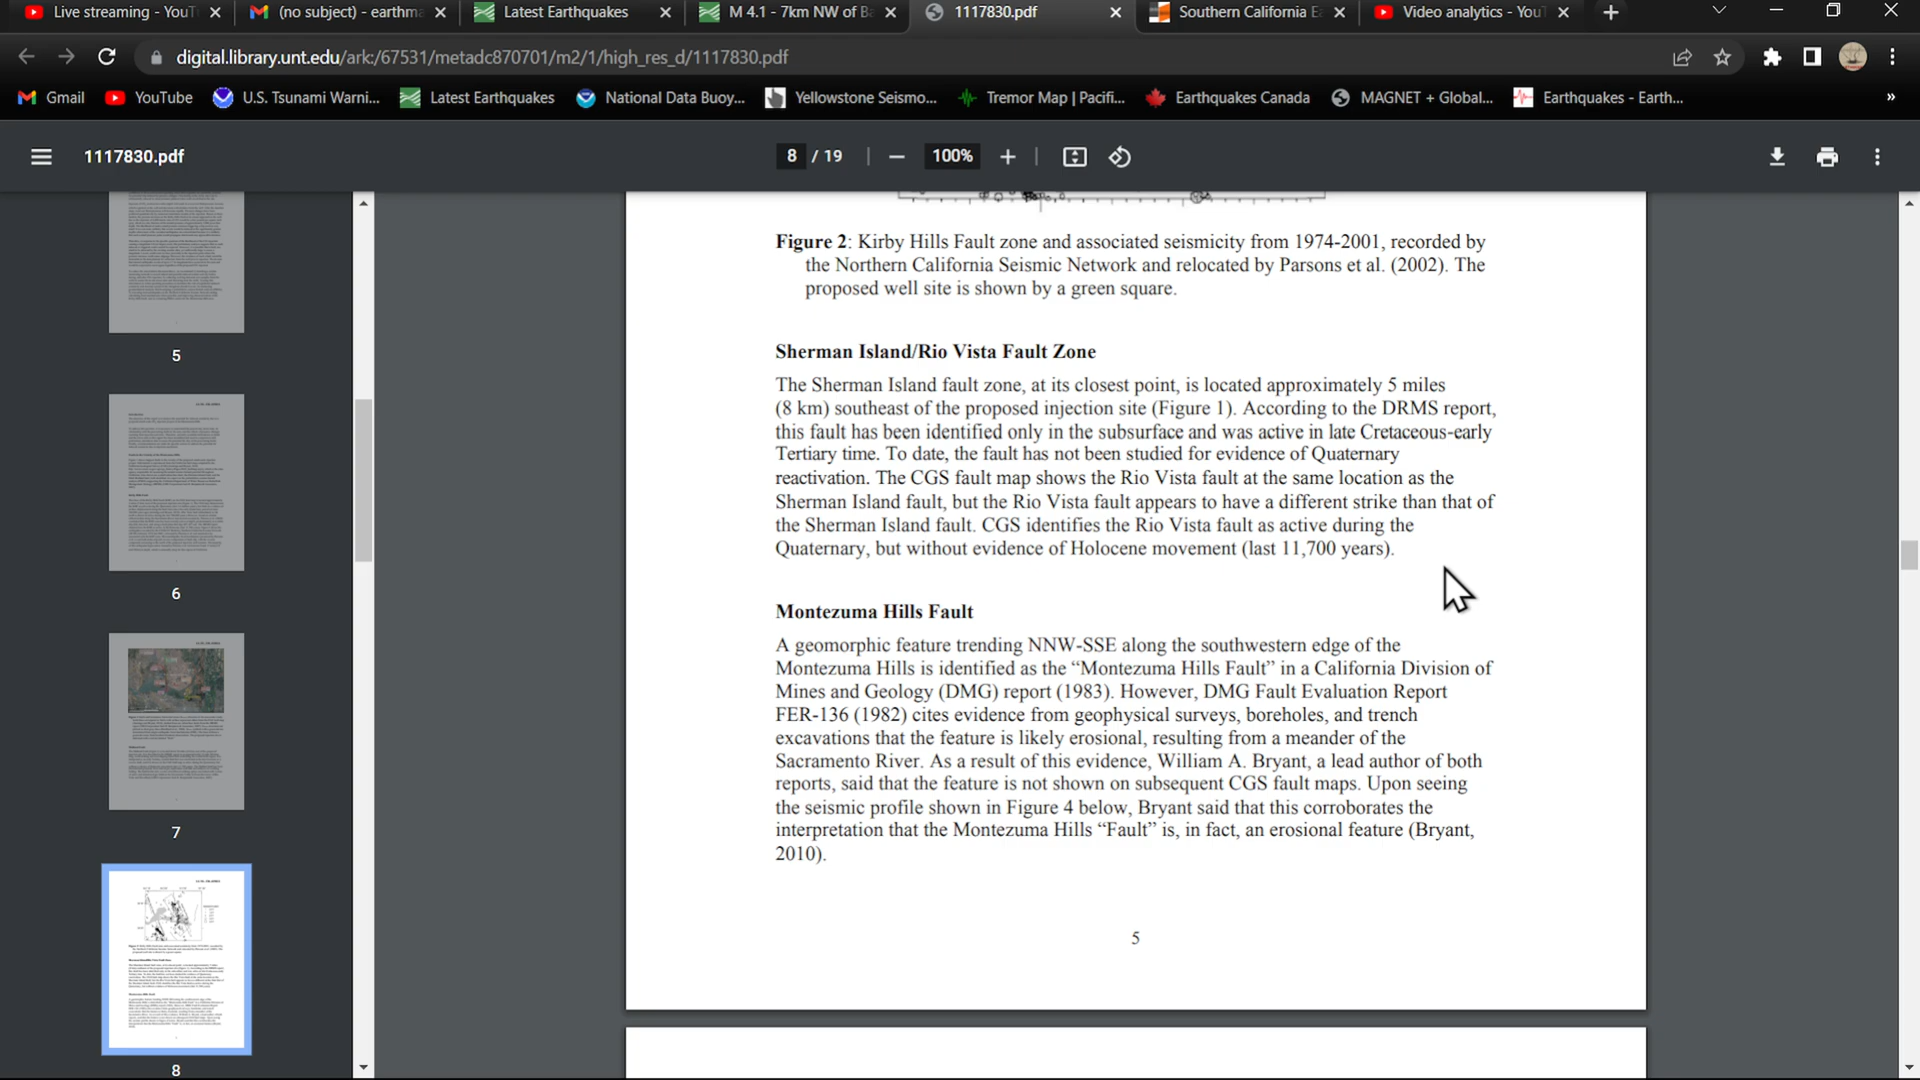 Live streaming - YouT
(no subject) - earthma
Latest Earthquakes
M 4.1 - 7km NW of Ba
1117830.pdf
Southern California Ea
Video analytics - YouT
digital.library.unt.edu/ark:/67531/metadc870701/m2/1/high_res_d/1117830.pdf
Gmail
YouTube
U.S. Tsunami Warni...
Latest Earthquakes
National Data Buoy...
Yellowstone Seismo...
Tremor Map | Pacifi...
Earthquakes Canada
MAGNET + Global...
Earthquakes - Earth...
»
1117830.pdf
8 / 19
100%
5
6
7
8
Figure 2: Kirby Hills Fault zone and associated seismicity from 1974-2001, recorded by
the Northern California Seismic Network and relocated by Parsons et al. (2002). The
proposed well site is shown by a green square.
Sherman Island/Rio Vista Fault Zone
The Sherman Island fault zone, at its closest point, is located approximately 5 miles
(8 km) southeast of the proposed injection site (Figure 1). According to the DRMS report,
this fault has been identified only in the subsurface and was active in late Cretaceous-early
Tertiary time. To date, the fault has not been studied for evidence of Quaternary
reactivation. The CGS fault map shows the Rio Vista fault at the same location as the
Sherman Island fault, but the Rio Vista fault appears to have a different strike than that of
the Sherman Island fault. CGS identifies the Rio Vista fault as active during the
Quaternary, but without evidence of Holocene movement (last 11,700 years).
Montezuma Hills Fault
A geomorphic feature trending NNW-SSE along the southwestern edge of the
Montezuma Hills is identified as the “Montezuma Hills Fault” in a California Division of
Mines and Geology (DMG) report (1983). However, DMG Fault Evaluation Report
FER-136 (1982) cites evidence from geophysical surveys, boreholes, and trench
excavations that the feature is likely erosional, resulting from a meander of the
Sacramento River. As a result of this evidence, William A. Bryant, a lead author of both
reports, said that the feature is not shown on subsequent CGS fault maps. Upon seeing
the seismic profile shown in Figure 4 below, Bryant said that this corroborates the
interpretation that the Montezuma Hills “Fault” is, in fact, an erosional feature (Bryant,
2010).
5